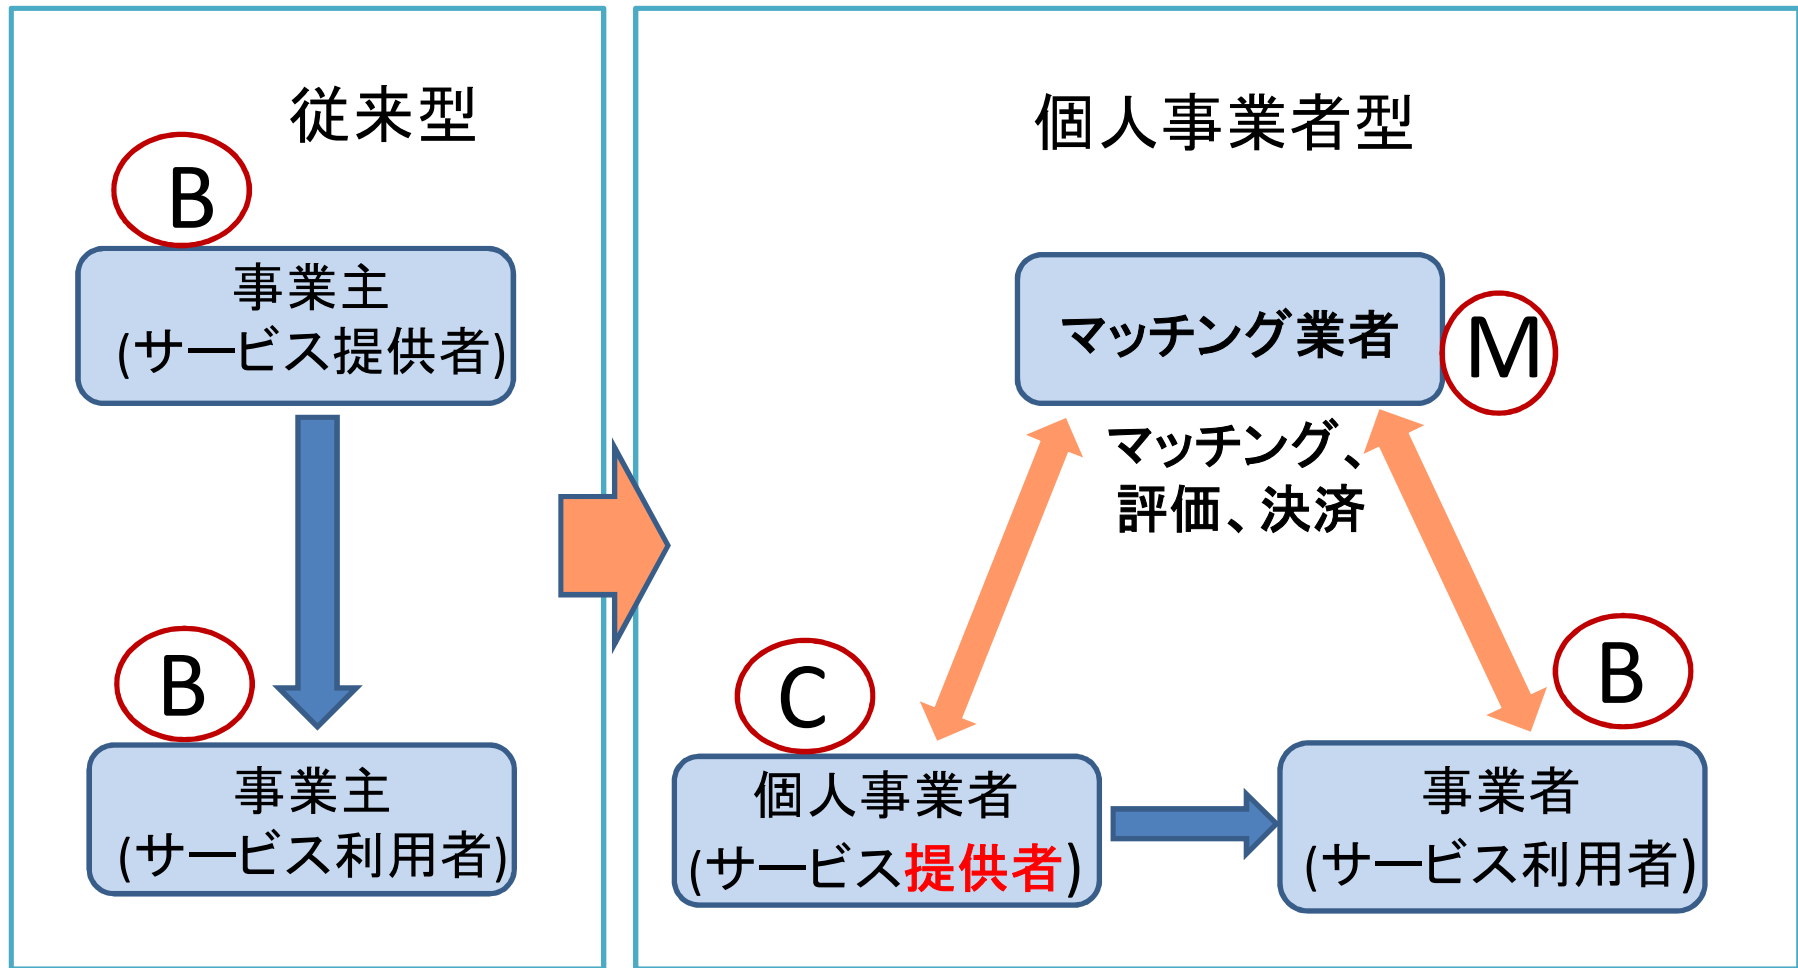 従来型
B
事業主
(サービス提供者)
B
事業主
(サービス利用者)
個人事業者型
マッチング業者
M
マッチング、
評価、決済
C
個人事業者
(サービス提供者)
B
事業者
(サービス利用者)